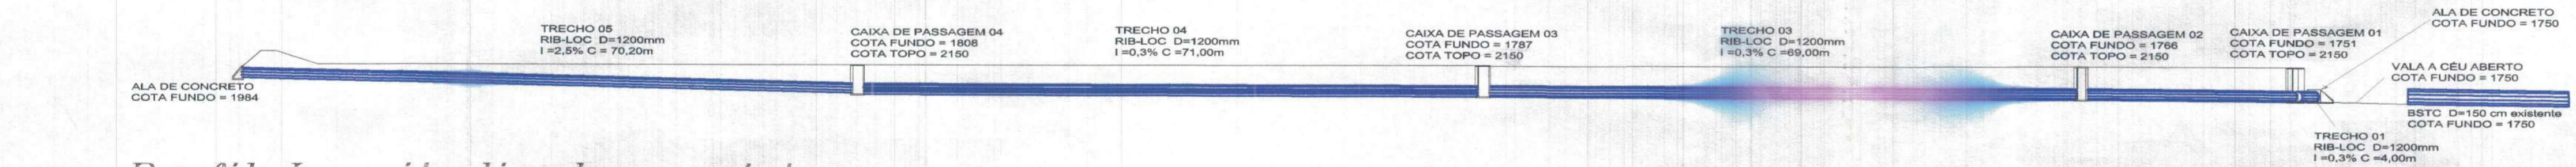 TRECHO 05
RIB-LOC D=1200mm
I =2,5% C = 70,20m
CAIXA DE PASSAGEM 04
COTA FUNDO = 1808
COTA TOPO = 2150
TRECHO 04
RIB-LOC D=1200mm
I =0,3% C =71,00m
CAIXA DE PASSAGEM 03
COTA FUNDO = 1787
COTA TOPO = 2150
TRECHO 03
RIB-LOC D=1200mm
I =0,3% C =69,00m
CAIXA DE PASSAGEM 02
COTA FUNDO = 1766
COTA TOPO = 2150
CAIXA DE PASSAGEM 01
COTA FUNDO = 1751
COTA TOPO = 2150
ALA DE CONCRETO
COTA FUNDO = 1750
VALA A CÉU ABERTO
COTA FUNDO = 1750
ALA DE CONCRETO
COTA FUNDO = 1984
BSTC D=150 cm existente
COTA FUNDO = 1750
TRECHO 01
RIB-LOC D=1200mm
I =0,3% C =4,00m